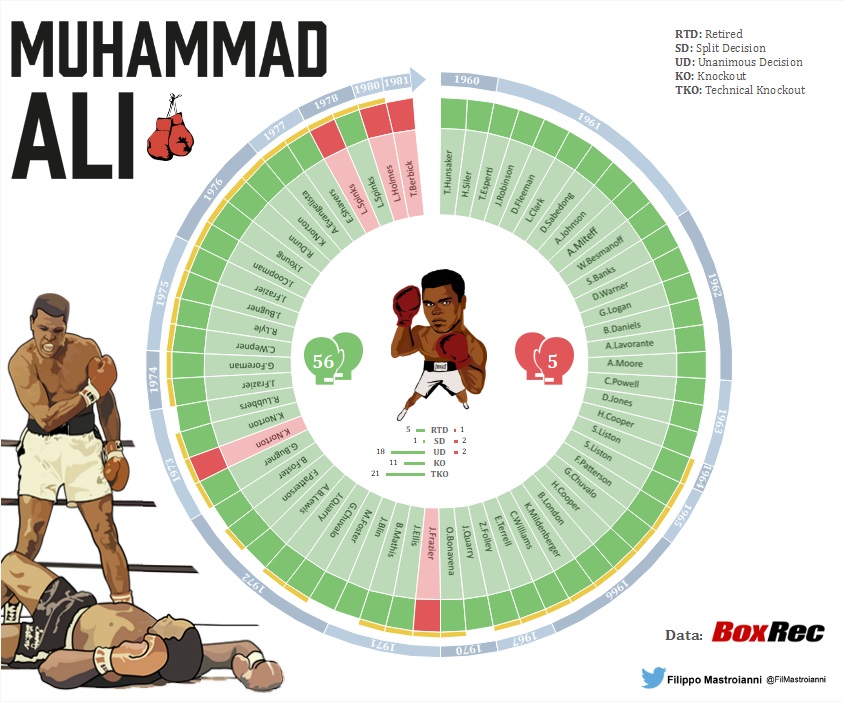 MUHAMMAD
ALI
RTD: Retired
SD: Split Decision
UD: Unanimous Decision
KO: Knockout
TKO: Technical Knockout
1960
1961
1962
1963
1964
1965
1966
1967
1970
1971
1972
1973
1974
1975
1976
1977
1978
1980
1981
T.Hunsaker
H.Siler
T.Esperti
J.Robinson
D.Fleeman
L.Clark
D.Sabedong
A.Johnson
A.Miteff
W.Besmanoff
S.Banks
D.Warner
G.Logan
B.Daniels
A.Lavorante
A.Moore
C.Powell
D.Jones
H.Cooper
S.Liston
S.Liston
F.Patterson
G.Chuvalo
H.Cooper
B.London
K.Mildenberger
C.Williams
E.Terrell
Z.Folley
J.Quarry
O.Bonavena
J.Frazier
J.Ellis
B.Mathis
J.Blin
M.Foster
G.Chuvalo
J.Quarry
A.B.Lewis
F.Patterson
B.Foster
G.Bugner
K.Norton
K.Norton
R.Lubbers
J.Frazier
G.Foreman
C.Wepner
R.Lyle
J.Bugner
J.Frazier
J.Coopman
J.Young
R.Dunn
K.Norton
A.Evangelista
E.Shavers
L.Spinks
L.Spinks
L.Holmes
T.Berbick
56
5
5 RTD 1
1 SD 2
18 UD 2
11 KO
21 TKO
Data: BoxRec
Filippo Mastroianni @FilMastroianni